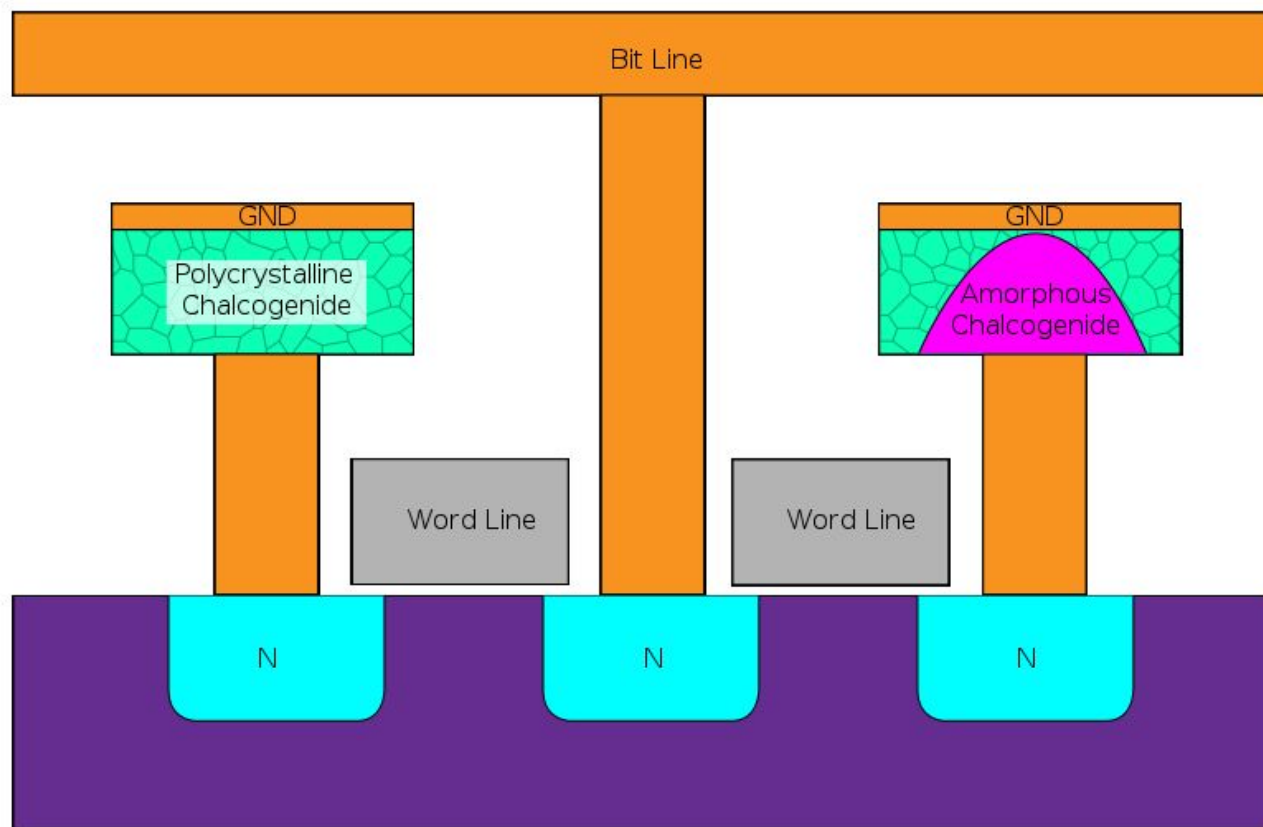 Bit Line
GND
GND
Polycrystalline
Chalcogenide
Amorphous
Chalcogenide
Word Line
Word Line
N
N
N